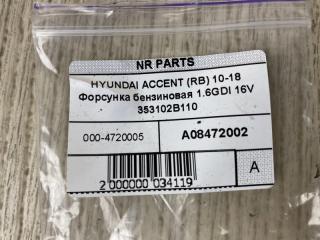 NR PARTS
HYUNDAI ACCENT (RB) 10-18
Форсунка бензиновая 1.6GDI 16V
353102B110
000-4720005
A08472002
2 000000 034119
A